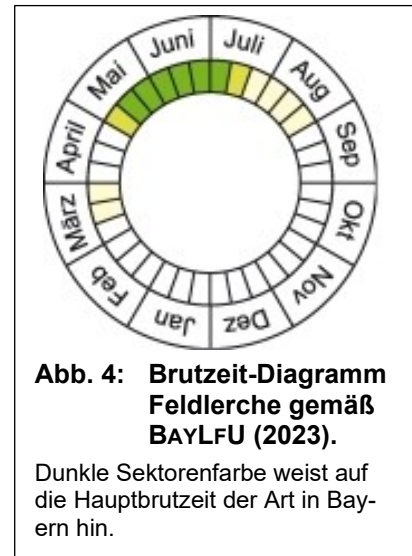 Juni
Juli
Mai
Aug
April
Sep
März
Okt
Feb
Nov
Jan
Dez
Abb. 4: Brutzeit-Diagramm
Feldlerche gemäß
BAYLFU (2023).
Dunkle Sektorenfarbe weist auf
die Hauptbrutzeit der Art in Bay-
ern hin.